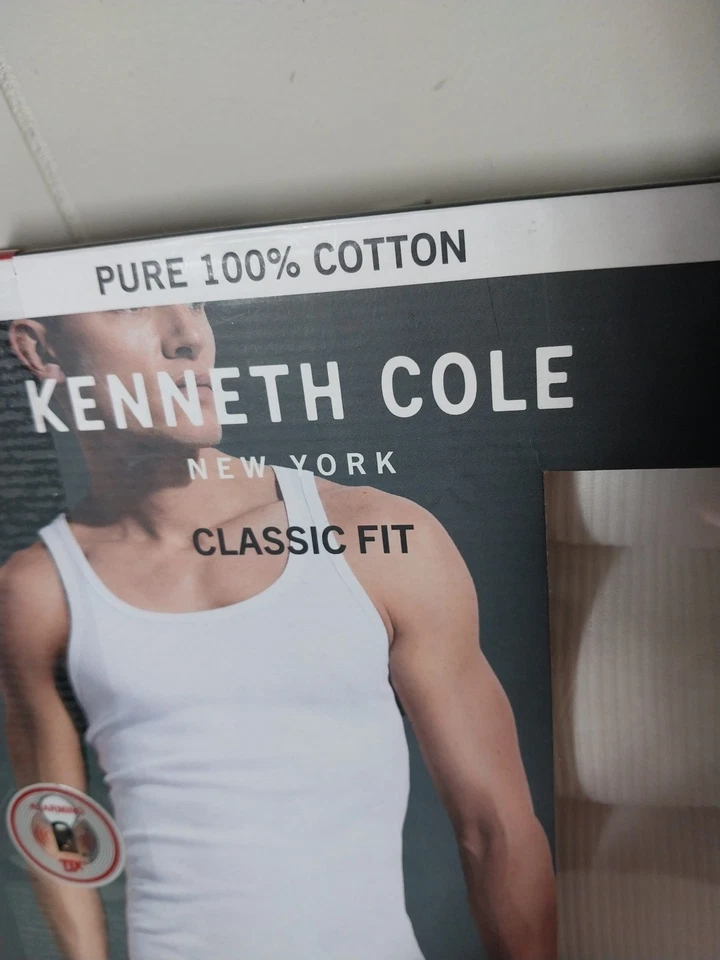 PURE 100% COTTON
KENNETH COLE
NEW YORK
CLASSIC FIT